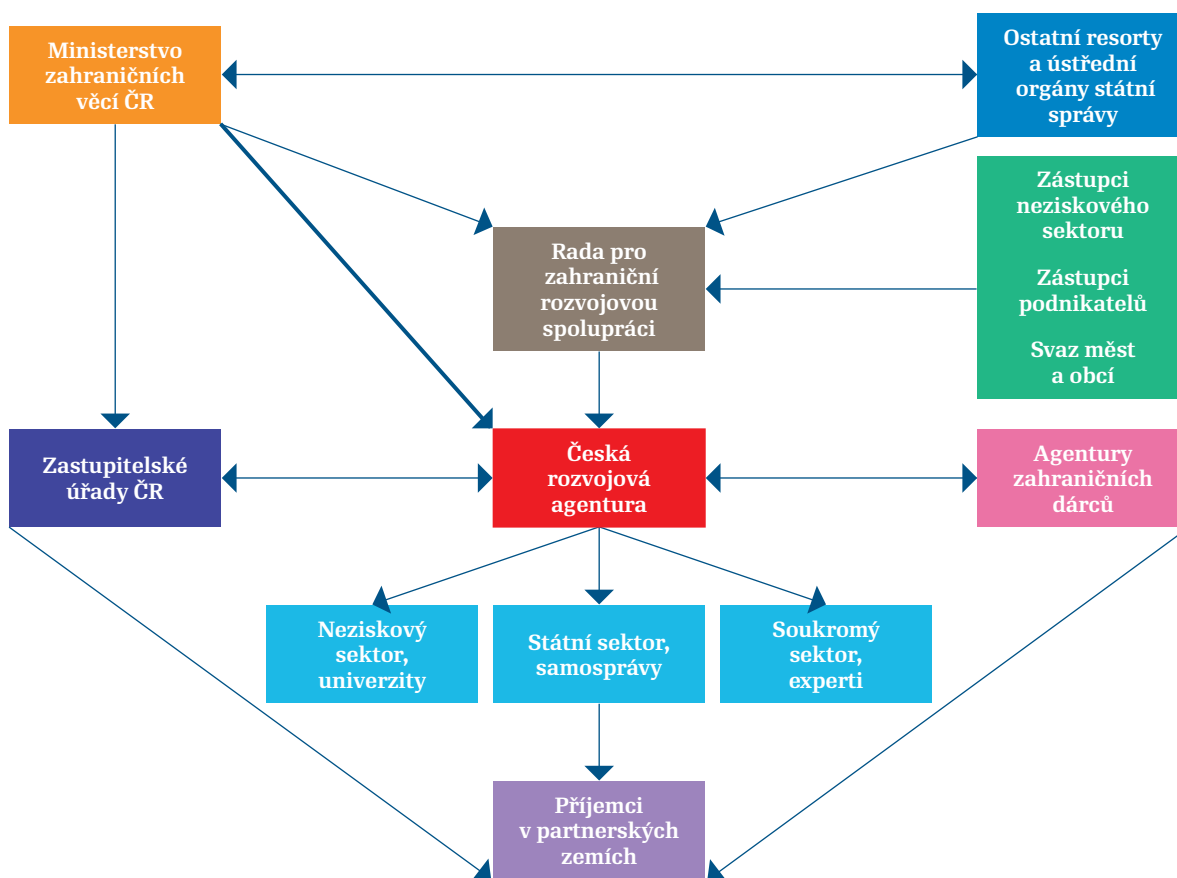 Ministerstvo
zahraničních
věcí ČR
Ostatní resorty
a ústřední
orgány státní
správy
Zástupci
neziskového
sektoru
Zástupci
podnikatelů
Svaz měst
a obcí
Rada pro
zahraniční
rozvojovou
spolupráci
Zastupitelské
úřady ČR
Česká
rozvojová
agentura
Agentury
zahraničních
dárců
Neziskový
sektor,
univerzity
Státní sektor,
samosprávy
Soukromý
sektor,
experti
Příjemci
v partnerských
zemích